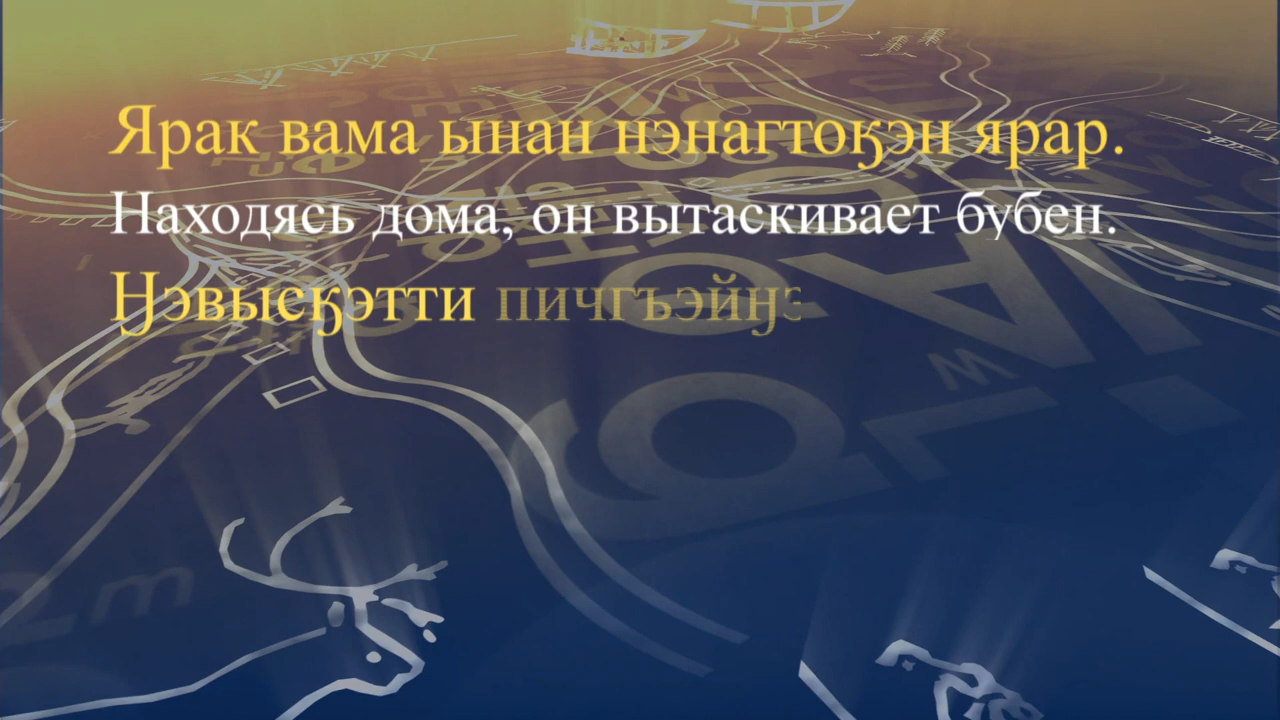 Ярак вама ынан нэнагтоӄэн ярар.
Находясь дома, он вытаскивает бубен.
Ӈэвысӄэтти